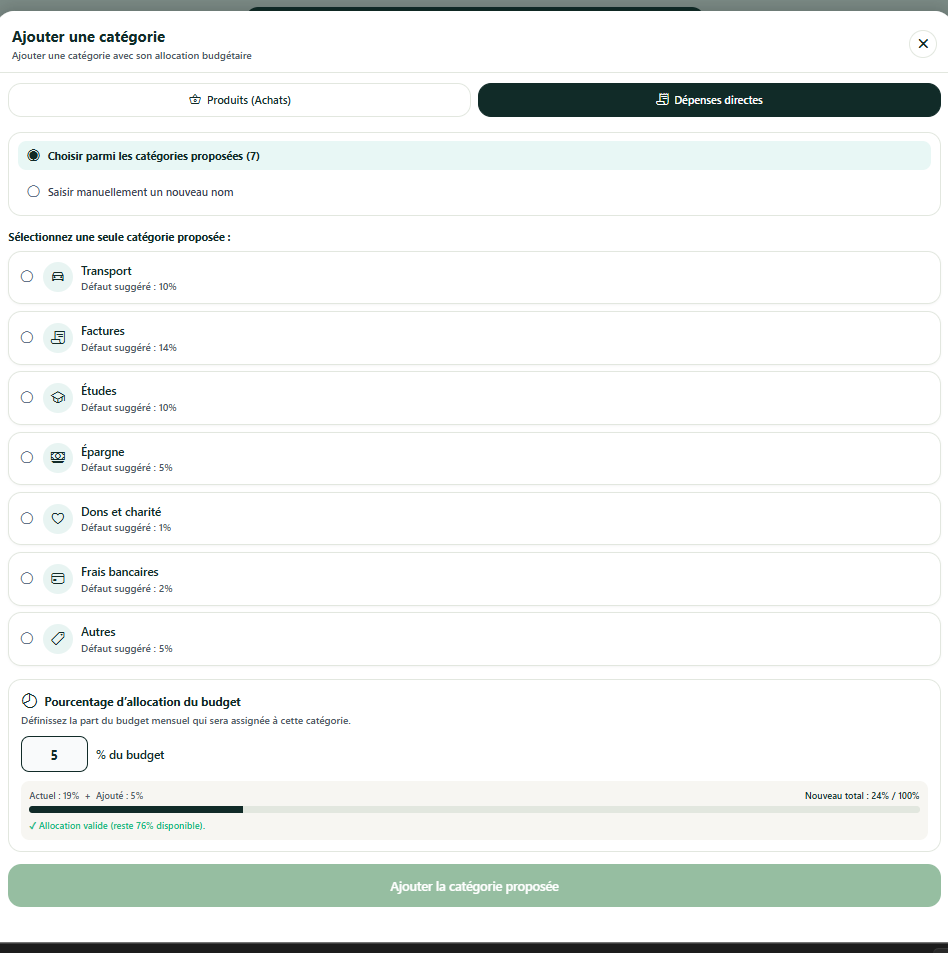 Ajouter une catégorie
Ajouter une catégorie avec son allocation budgétaire
Produits (Achats)
Dépenses directes
Choisir parmi les catégories proposées (7)
Saisir manuellement un nouveau nom
Sélectionnez une seule catégorie proposée :
Transport
Défaut suggéré : 10%
Factures
Défaut suggéré : 14%
Études
Défaut suggéré : 10%
Épargne
Défaut suggéré : 5%
Dons et charité
Défaut suggéré : 1%
Frais bancaires
Défaut suggéré : 2%
Autres
Défaut suggéré : 5%
Pourcentage d’allocation du budget
Définissez la part du budget mensuel qui sera assignée à cette catégorie.
5 % du budget
Actuel : 19% + Ajouté : 5% Nouveau total : 24% / 100%
✓ Allocation valide (reste 76% disponible).
Ajouter la catégorie proposée